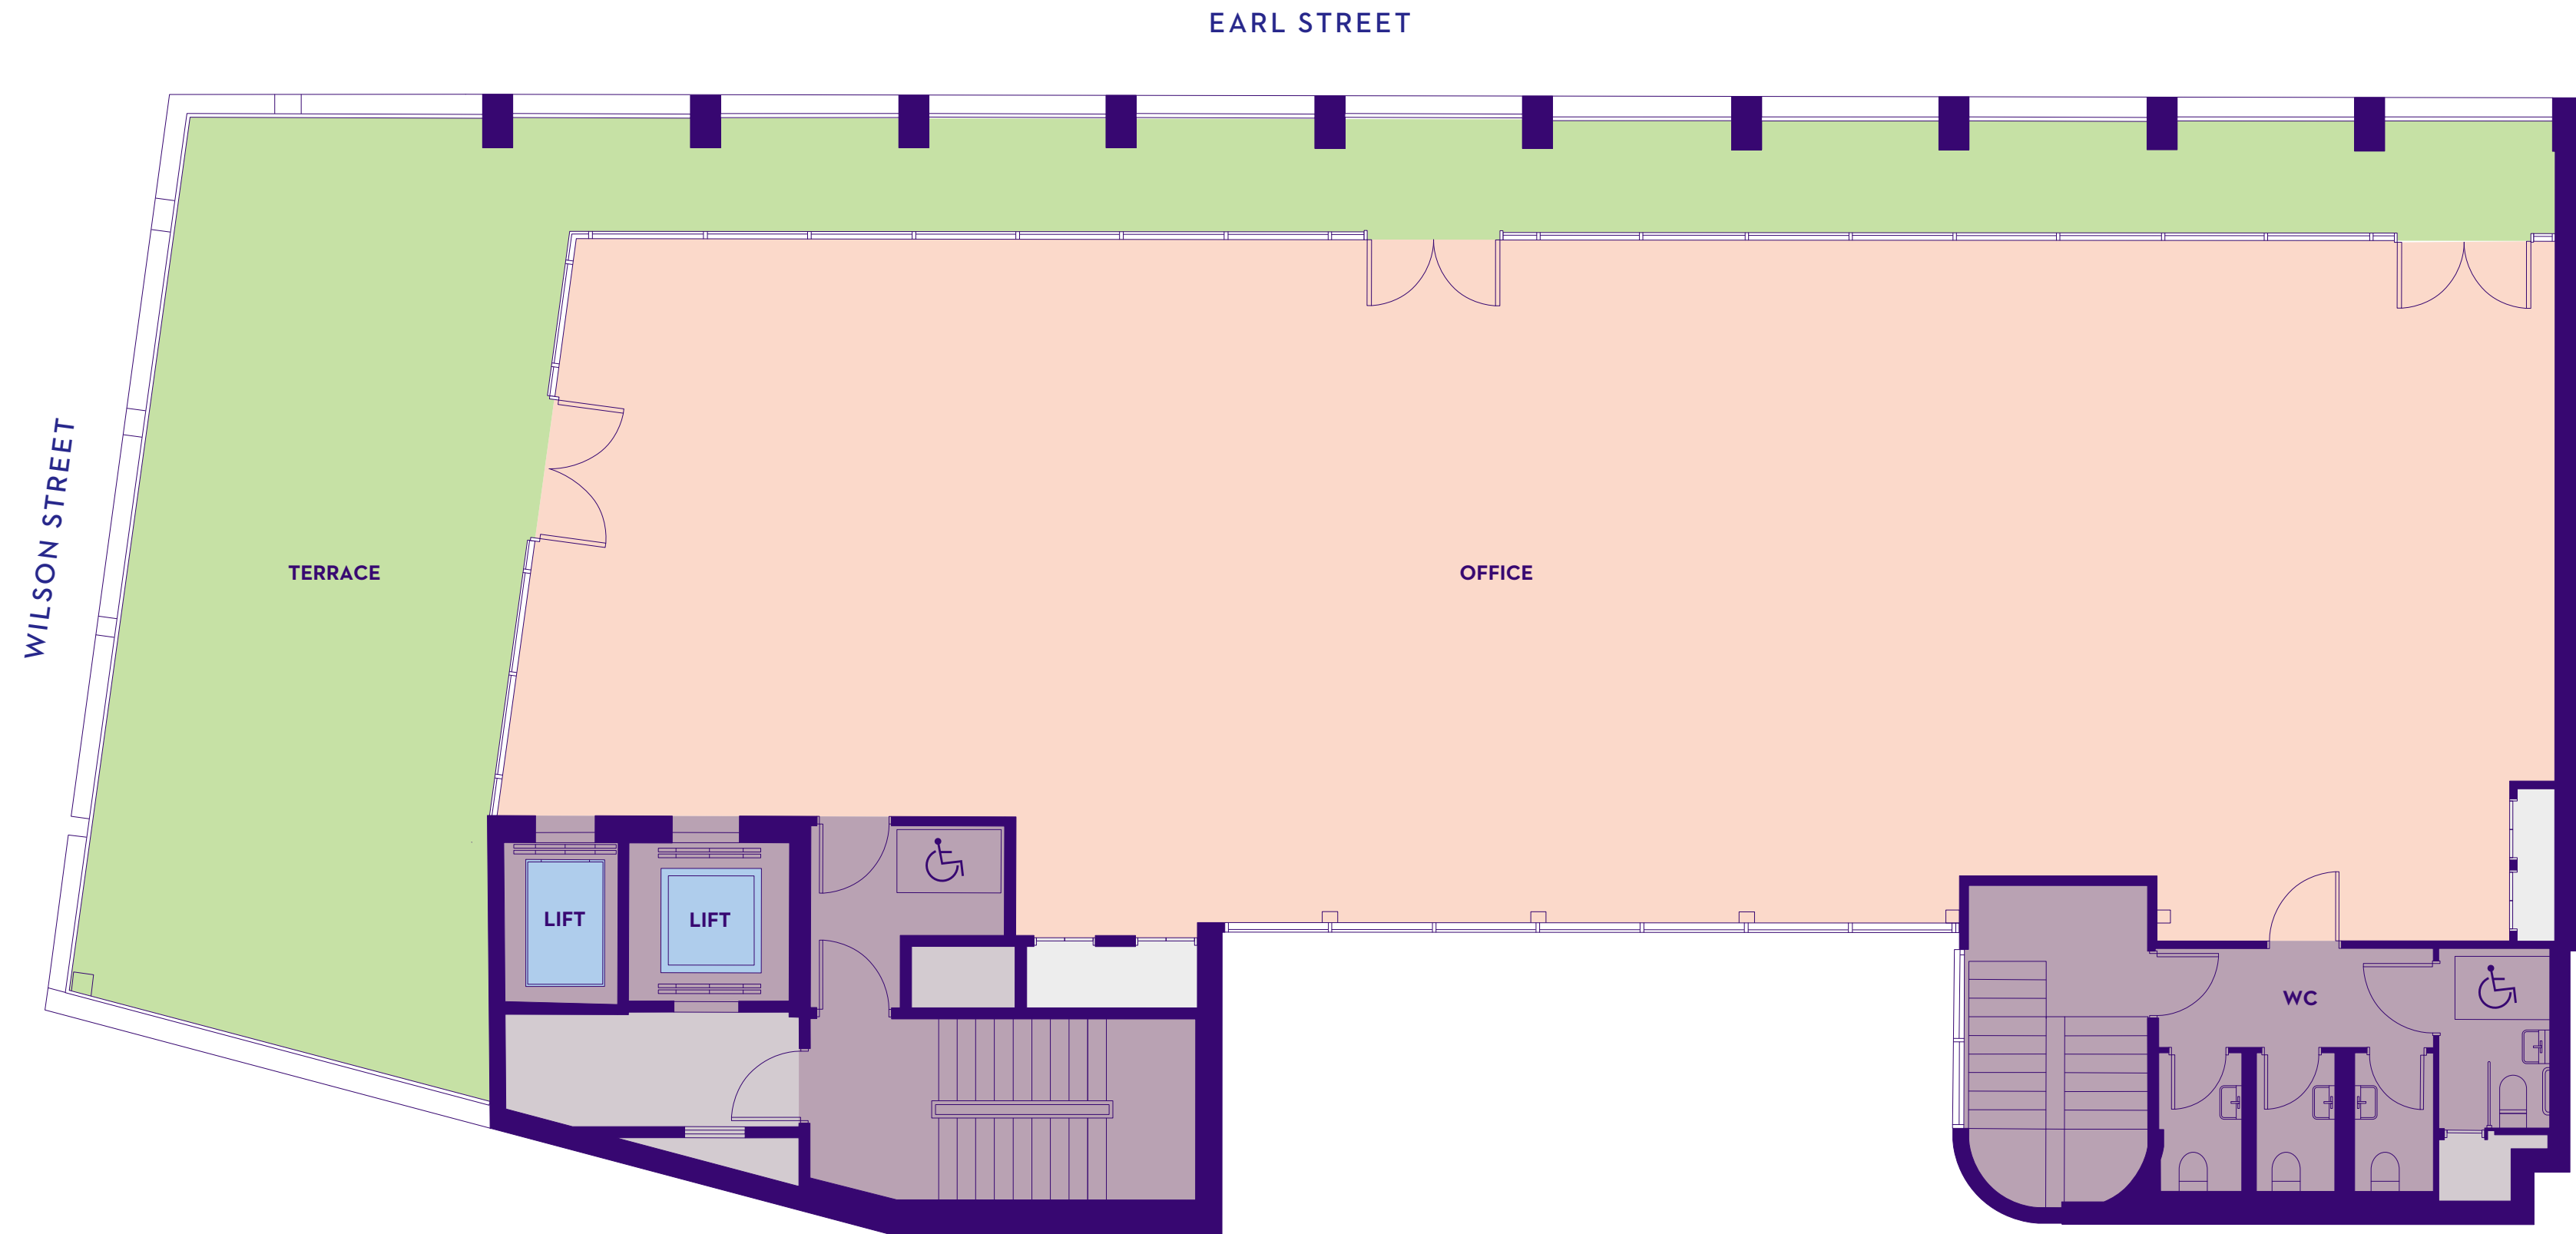 EARL STREET
WILSON STREET
TERRACE
OFFICE
LIFT
LIFT
WC